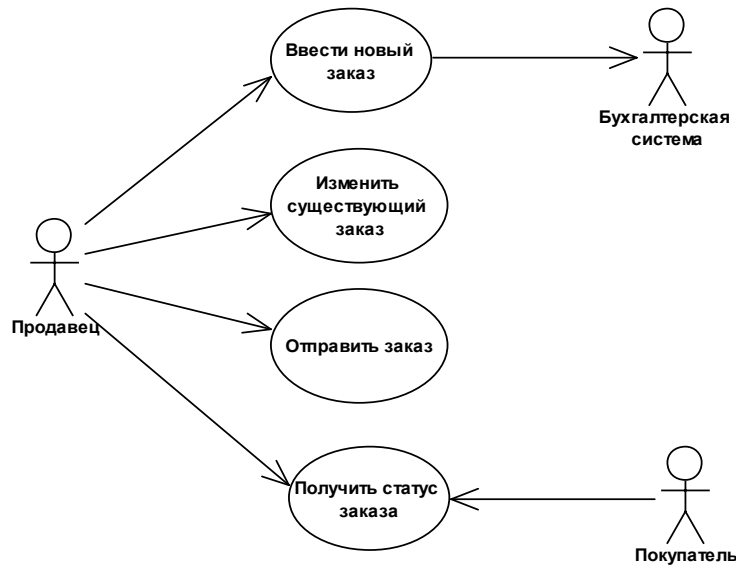 Ввести новый
заказ
Бухгалтерская
система
Изменить
существующий
заказ
Продавец
Отправить заказ
Получить статус
заказа
Покупатель